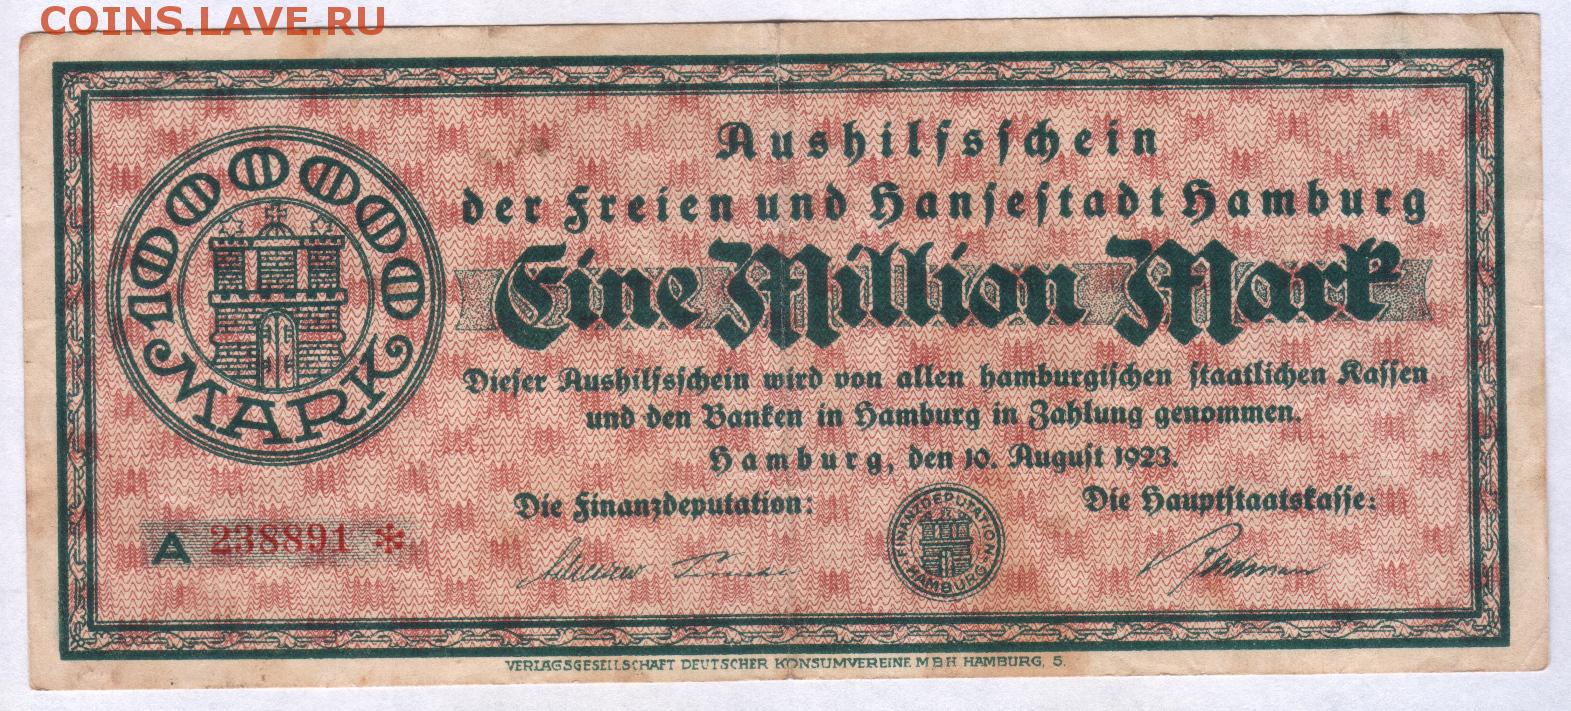 COINS.LAVE.RU
Aushilfsschein
der Freien und Hansestadt Hamburg
Eine Million Mark
1000000
MARK
Dieser Aushilfsschein wird von allen hamburgischen staatlichen Kassen
und den Banken in Hamburg in Zahlung genommen.
Hamburg, den 10. August 1923.
Die Finanzdeputation:
Die Hauptstaatskasse:
FINANZDEPUTATION
HAMBURG
A 238891 *
VERLAGSGESELLSCHAFT DEUTSCHER KONSUMVEREINE M B H HAMBURG, 5.